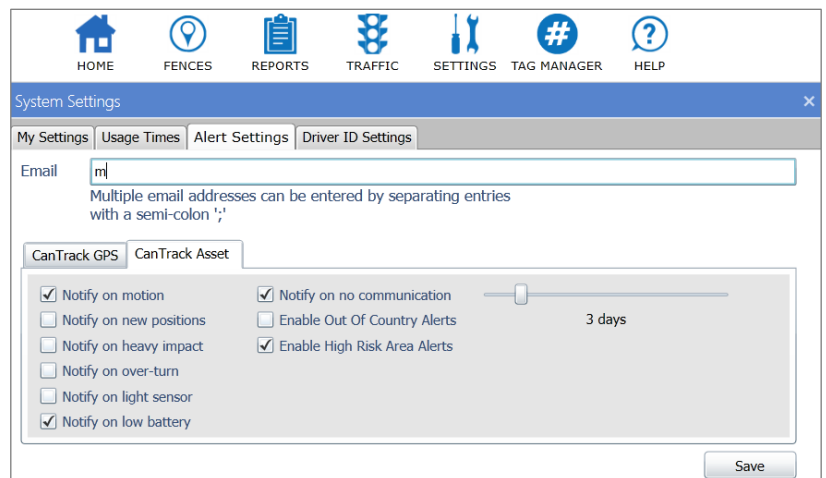 HOME FENCES REPORTS TRAFFIC SETTINGS TAG MANAGER HELP
System Settings
My Settings Usage Times Alert Settings Driver ID Settings
Email m
Multiple email addresses can be entered by separating entries
with a semi-colon ';'
CanTrack GPS CanTrack Asset
Notify on motion Notify on no communication
Notify on new positions Enable Out Of Country Alerts 3 days
Notify on heavy impact Enable High Risk Area Alerts
Notify on over-turn
Notify on light sensor
Notify on low battery
Save